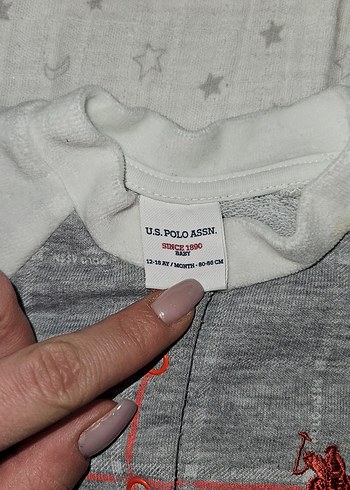 U.S. POLO ASSN.
SINCE 1890
BABY
12-18 AY / MONTH - 80-86 CM